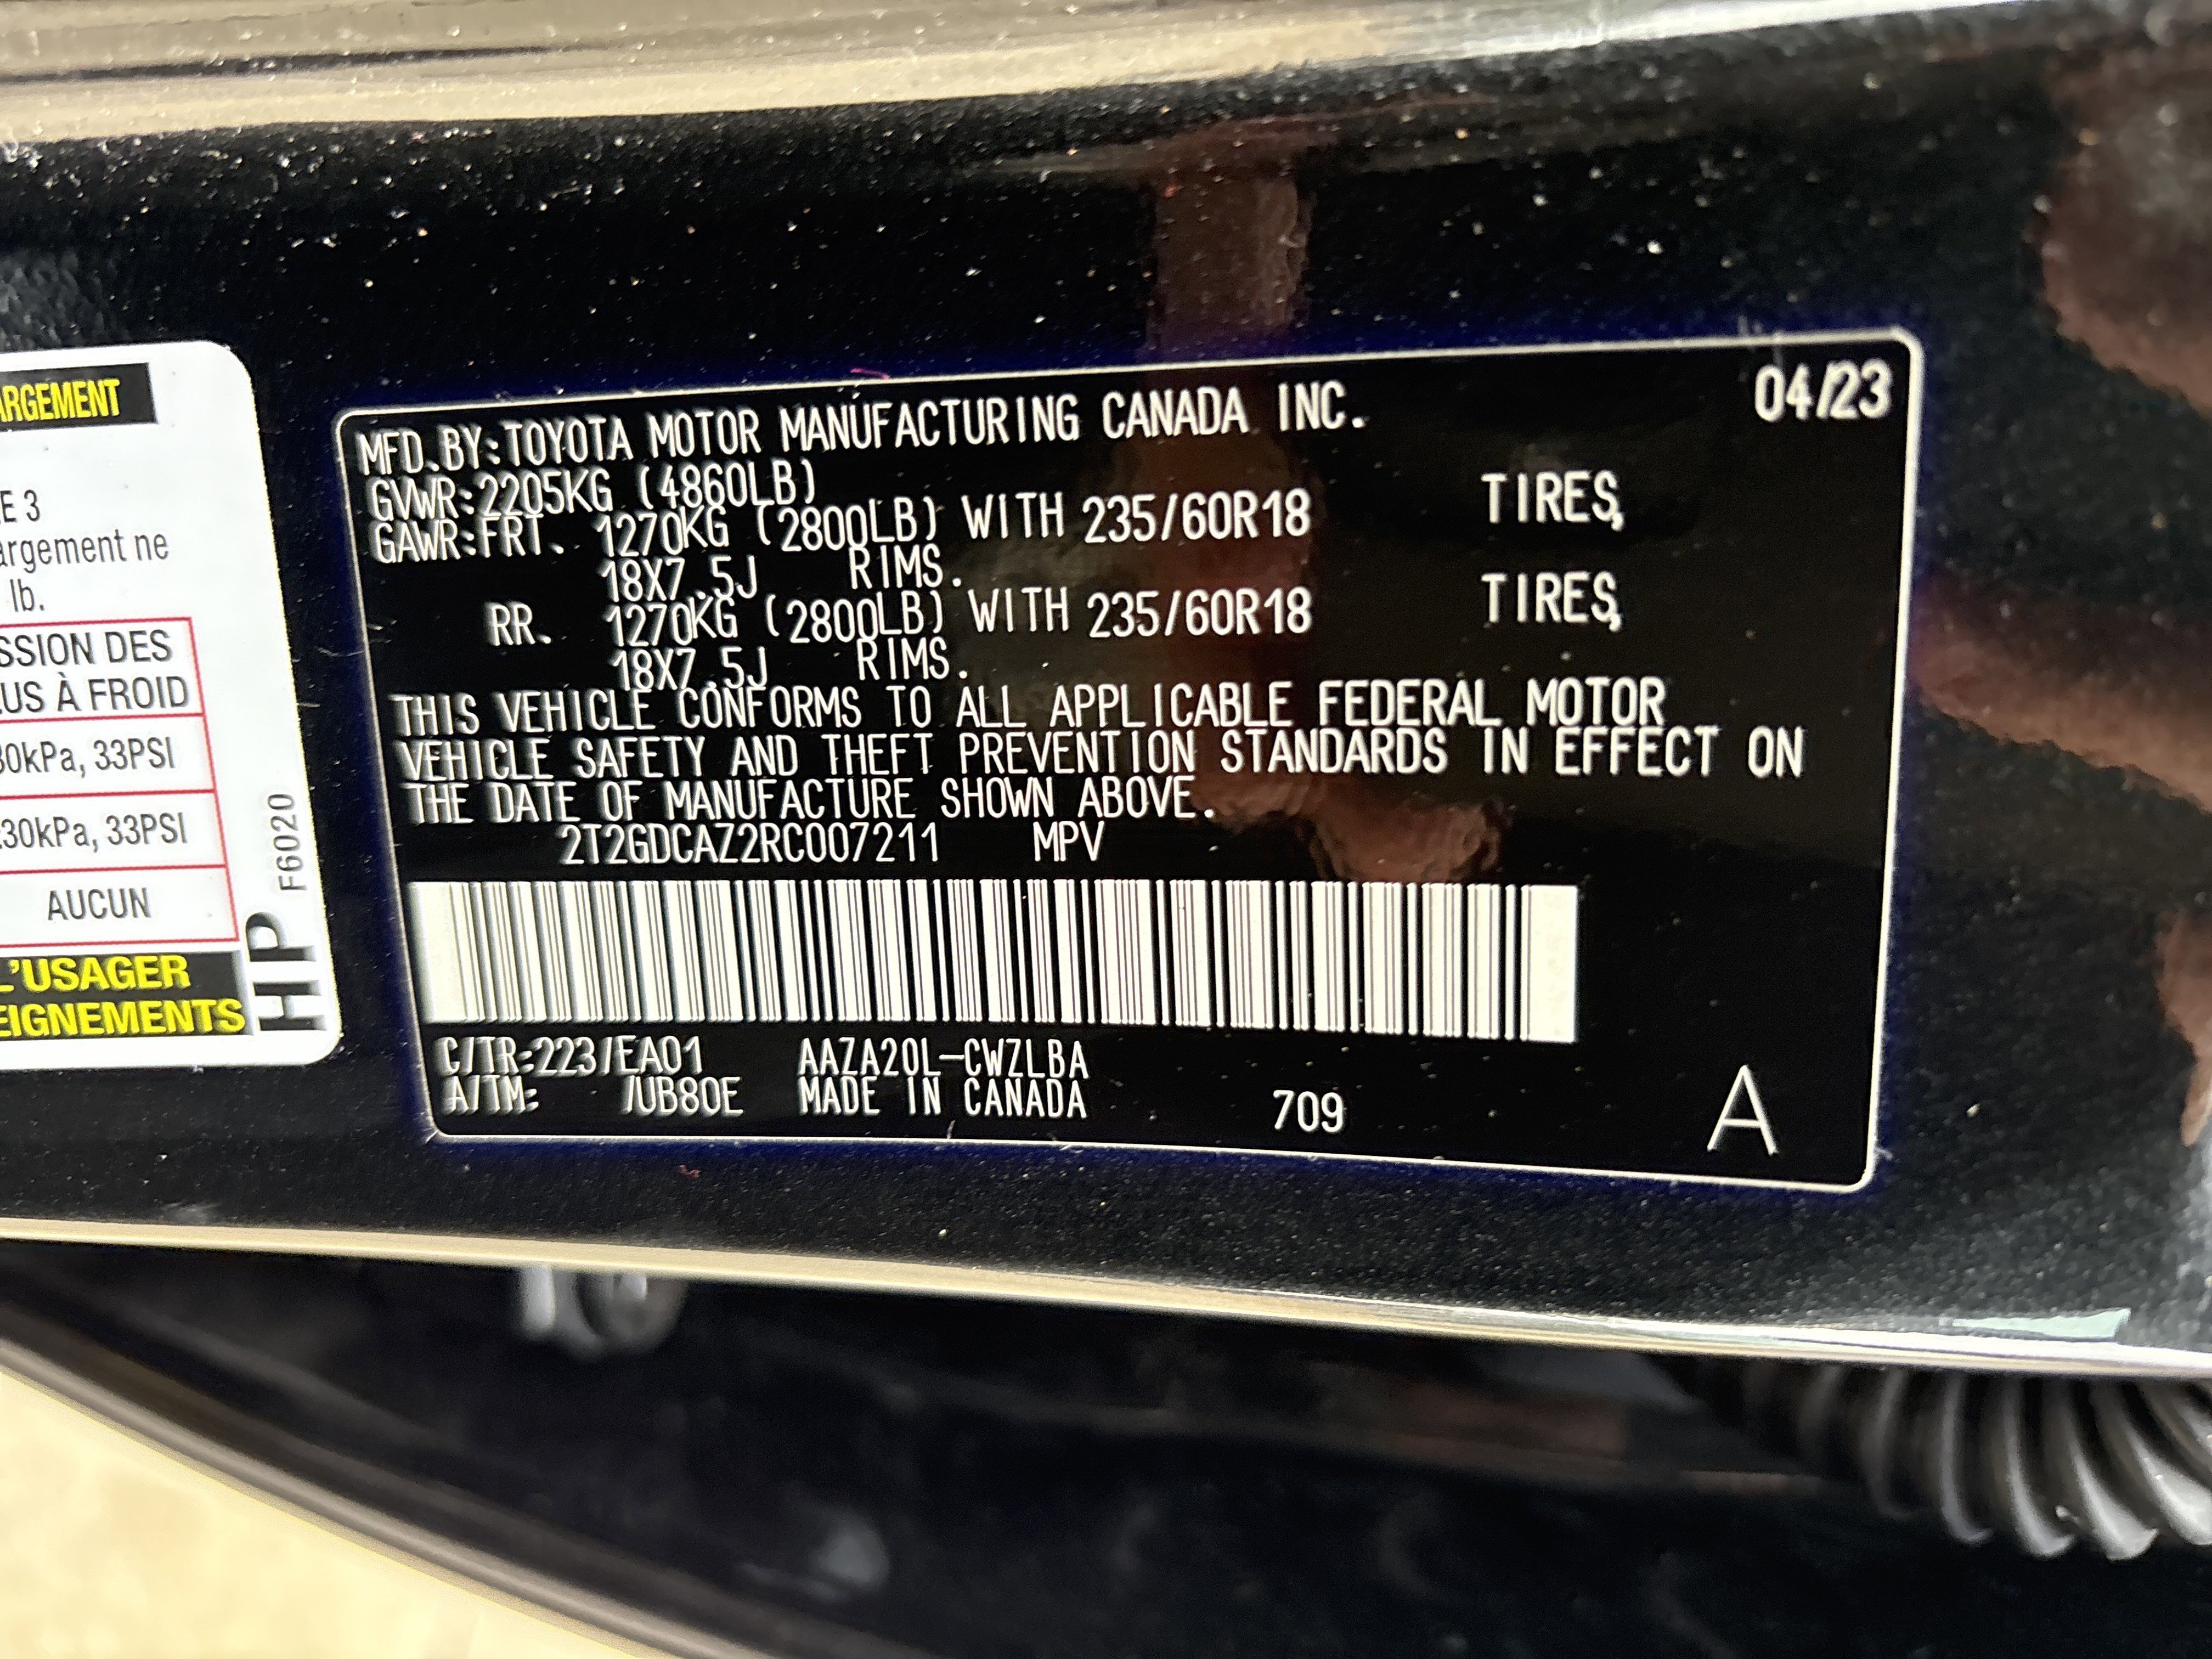 ARGEMENT
E 3
argement ne
lb.
SSION DES
LUS À FROID
30kPa, 33PSI
30kPa, 33PSI
AUCUN
L'USAGER
EIGNEMENTS
HP
F6020
04/23
MFD.BY:TOYOTA MOTOR MANUFACTURING CANADA INC.
GVWR:2205KG (4860LB)
GAWR:FRT. 1270KG (2800LB) WITH 235/60R18 TIRES,
18X7.5J RIMS.
RR. 1270KG (2800LB) WITH 235/60R18 TIRES,
18X7.5J RIMS.
THIS VEHICLE CONFORMS TO ALL APPLICABLE FEDERAL MOTOR
VEHICLE SAFETY AND THEFT PREVENTION STANDARDS IN EFFECT ON
THE DATE OF MANUFACTURE SHOWN ABOVE.
2T2GDCAZ2RC007211 MPV
C/TR:223/EA01 AAZA20L-CWZLBA
A/TM: /UB80E MADE IN CANADA 709
A